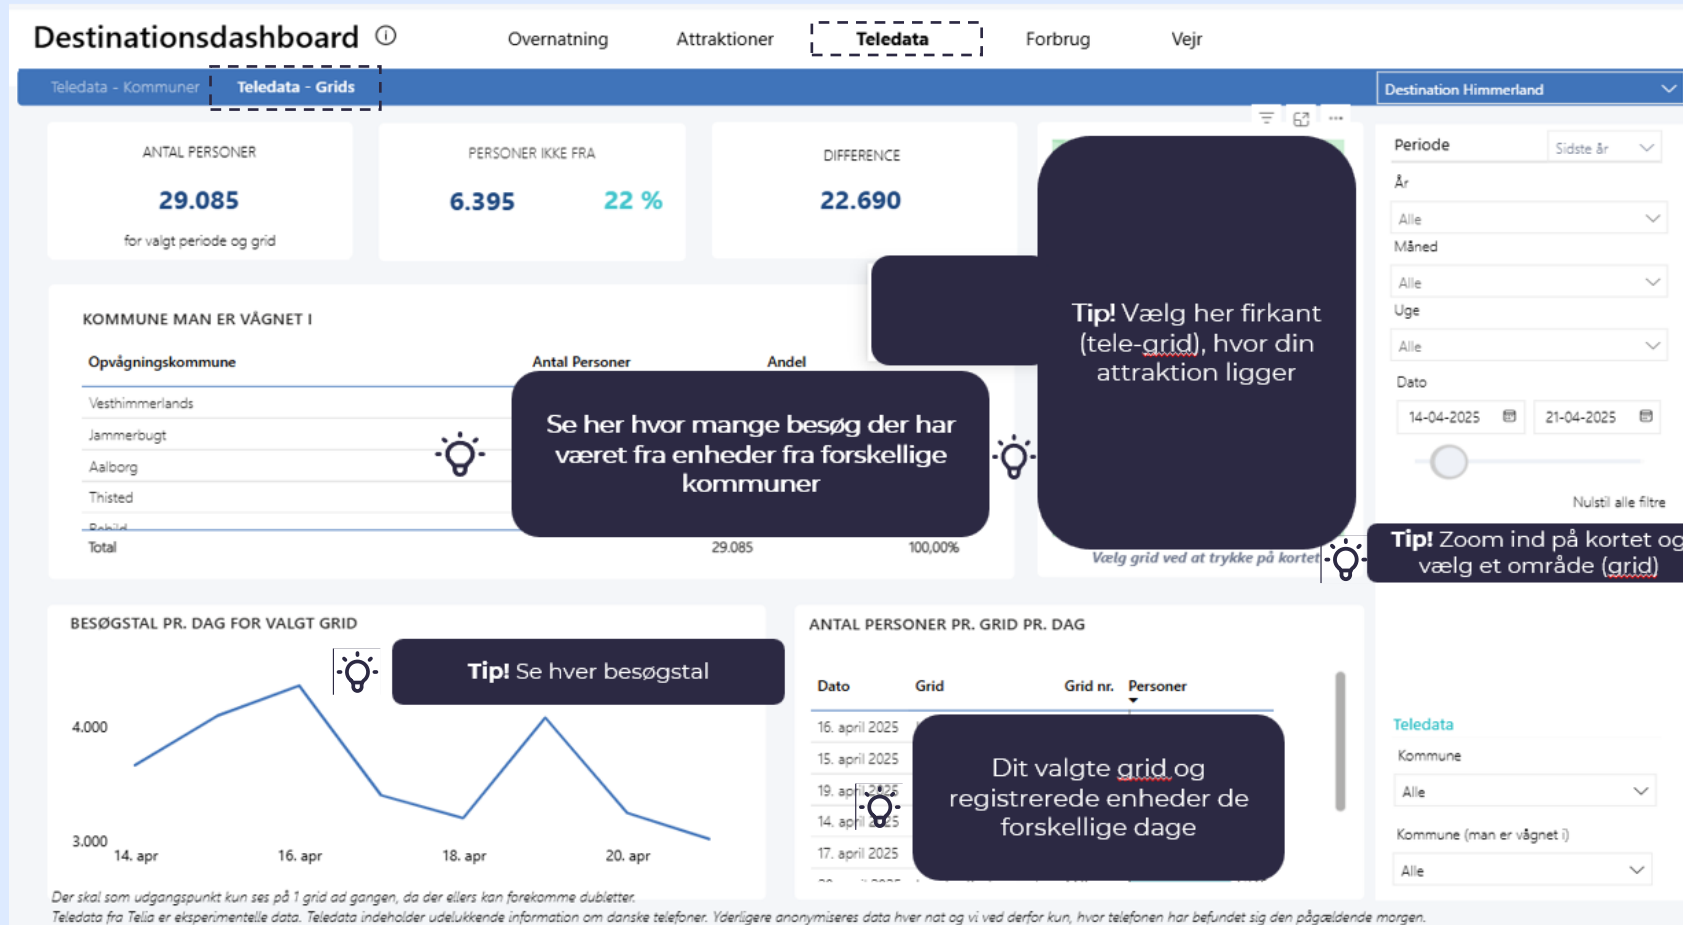 Destinationsdashboard
Overnatning
Attraktioner
Teledata
Forbrug
Vejr
Teledata - Kommuner
Teledata - Grids
Destination Himmerland
ANTAL PERSONER
29.085
for valgt periode og grid
PERSONER IKKE FRA
6.395
22 %
DIFFERENCE
22.690
Tip! Vælg her firkant
(tele-grid), hvor din
attraktion ligger
Vælg grid ved at trykke på kortet
Periode
Sidste år
År
Alle
Måned
Alle
Uge
Alle
Dato
14-04-2025
21-04-2025
Nulstil alle filtre
Tip! Zoom ind på kortet og
vælg et område (grid)
KOMMUNE MAN ER VÅGNET I
Opvågningskommune Antal Personer Andel
Vesthimmerlands
Jammerbugt
Aalborg
Thisted
Rebild
Total 29.085 100,00%
Se her hvor mange besøg der har
været fra enheder fra forskellige
kommuner
BESØGSTAL PR. DAG FOR VALGT GRID
Tip! Se hver besøgstal
4.000
3.000
14. apr 16. apr 18. apr 20. apr
ANTAL PERSONER PR. GRID PR. DAG
Dato Grid Grid nr. Personer
16. april 2025
15. april 2025
19. april 2025
14. april 2025
17. april 2025
Dit valgte grid og
registrerede enheder de
forskellige dage
Teledata
Kommune
Alle
Kommune (man er vågnet i)
Alle
Der skal som udgangspunkt kun ses på 1 grid ad gangen, da der ellers kan forekomme dubletter.
Teledata fra Telia er eksperimentelle data. Teledata indeholder udelukkende information om danske telefoner. Yderligere anonymiseres data hver nat og vi ved derfor kun, hvor telefonen har befundet sig den pågældende morgen.